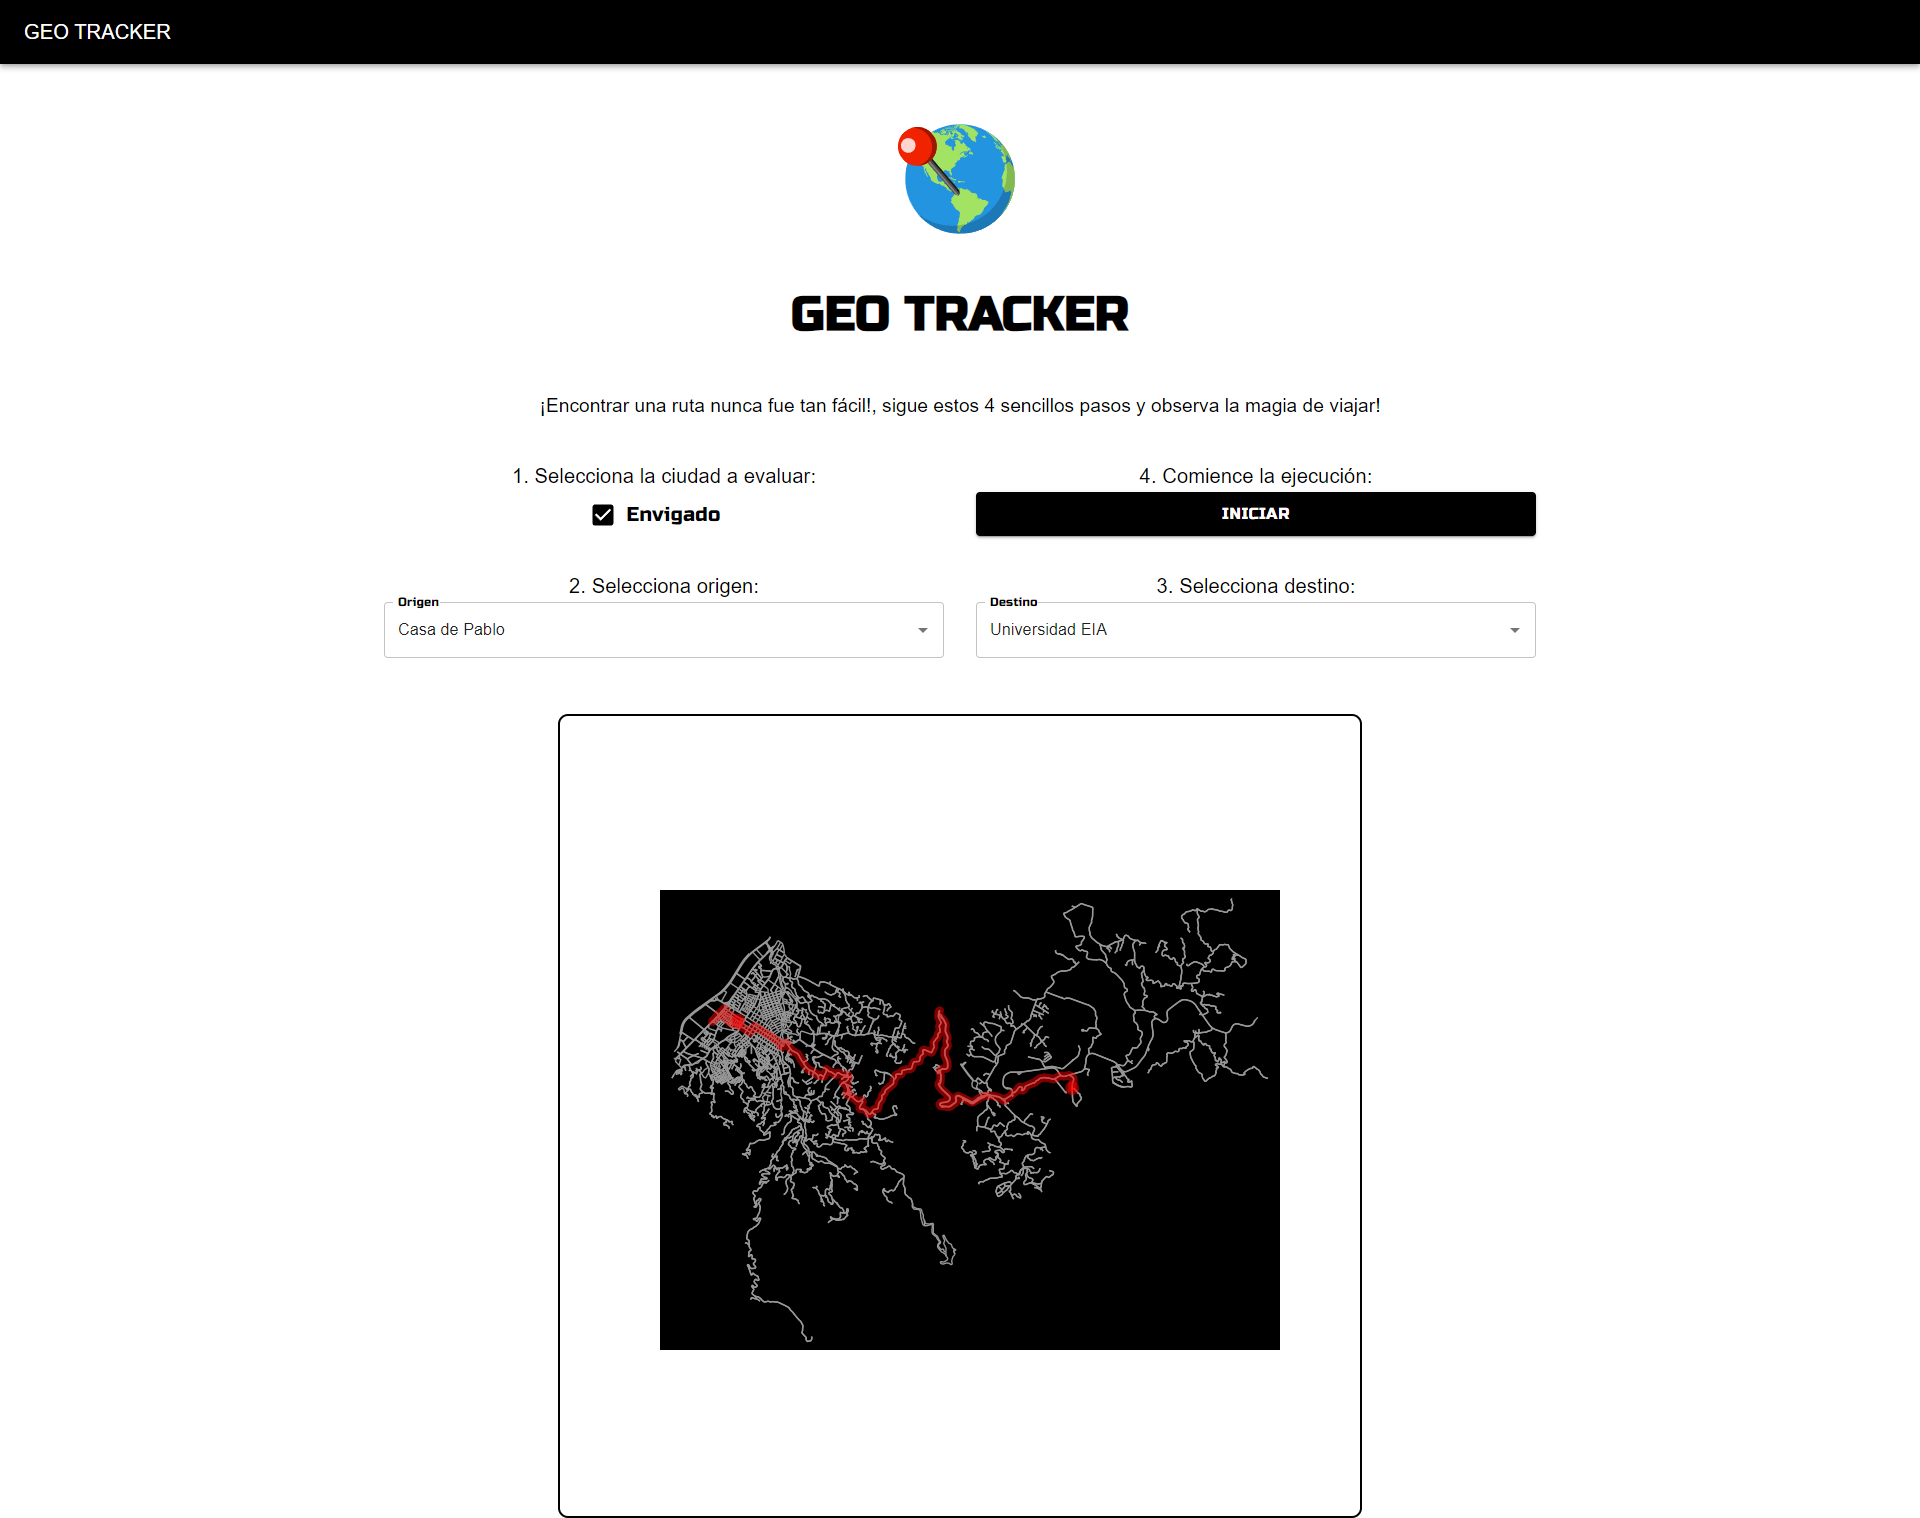 GEO TRACKER
GEO TRACKER
¡Encontrar una ruta nunca fue tan fácil!, sigue estos 4 sencillos pasos y observa la magia de viajar!
1. Selecciona la ciudad a evaluar:
Envigado
4. Comience la ejecución:
INICIAR
2. Selecciona origen:
Origen
Casa de Pablo
3. Selecciona destino:
Destino
Universidad EIA